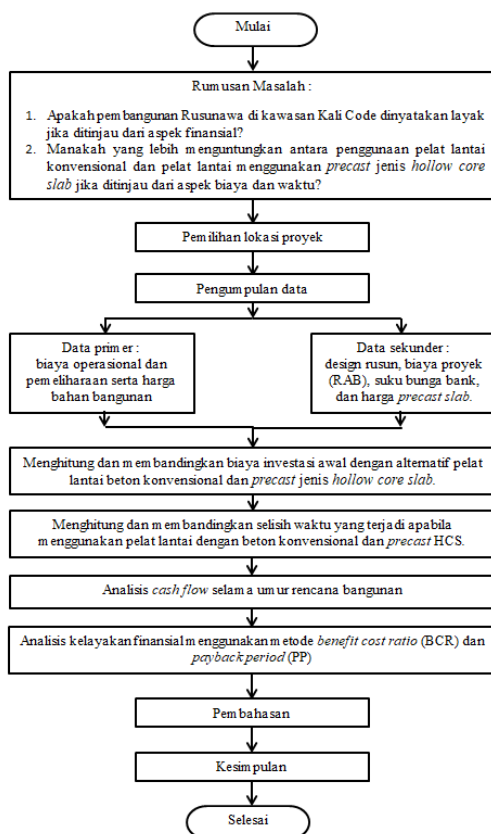 Mulai
Rumusan Masalah :
1. Apakah pembangunan Rusunawa di kawasan Kali Code dinyatakan layak
jika ditinjau dari aspek finansial?
2. Manakah yang lebih menguntungkan antara penggunaan pelat lantai
konvensional dan pelat lantai menggunakan precast jenis hollow core
slab jika ditinjau dari aspek biaya dan waktu?
Pemilihan lokasi proyek
Pengumpulan data
Data primer :
biaya operasional dan
pemeliharaan serta harga
bahan bangunan
Data sekunder :
design rusun, biaya proyek
(RAB), suku bunga bank,
dan harga precast slab.
Menghitung dan membandingkan biaya investasi awal dengan alternatif pelat
lantai beton konvensional dan precast jenis hollow core slab.
Menghitung dan membandingkan selisih waktu yang terjadi apabila
menggunakan pelat lantai dengan beton konvensional dan precast HCS.
Analisis cash flow selama umur rencana bangunan
Analisis kelayakan finansial menggunakan metode benefit cost ratio (BCR) dan
payback period (PP)
Pembahasan
Kesimpulan
Selesai